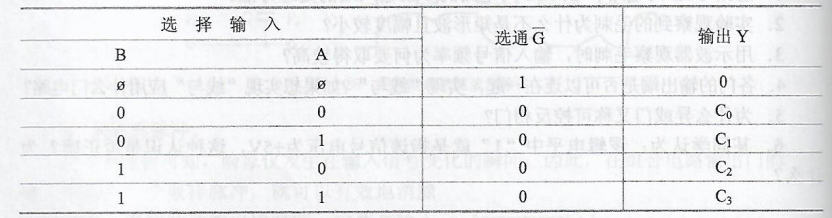 选 择 输 入 选通 G̅ 输出 Y
B A
ø ø 1 0
0 0 0 C₀
0 1 0 C₁
1 0 0 C₂
1 1 0 C₃